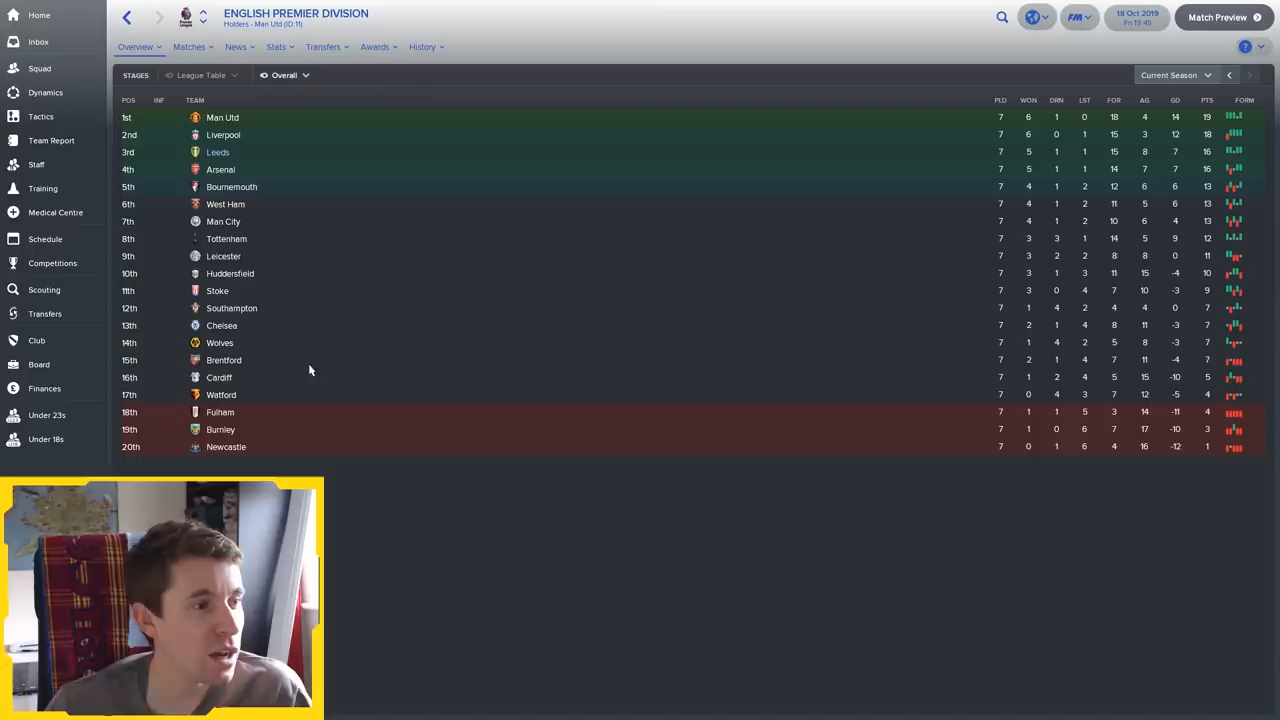 Home
Inbox
Squad
Dynamics
Tactics
Team Report
Staff
Training
Medical Centre
Schedule
Competitions
Scouting
Transfers
Club
Board
Finances
Under 23s
Under 18s
ENGLISH PREMIER DIVISION
Holders - Man Utd (ID:11)
FM
18 Oct 2019
Fri 19:45
Match Preview
Overview Matches News Stats Transfers Awards History
?
STAGES League Table Overall Current Season
POS INF TEAM PLD WON DRN LST FOR AG GD PTS FORM
1st Man Utd 7 6 1 0 18 4 14 19
2nd Liverpool 7 6 0 1 15 3 12 18
3rd Leeds 7 5 1 1 15 8 7 16
4th Arsenal 7 5 1 1 14 7 7 16
5th Bournemouth 7 4 1 2 12 6 6 13
6th West Ham 7 4 1 2 11 5 6 13
7th Man City 7 4 1 2 10 6 4 13
8th Tottenham 7 3 3 1 14 5 9 12
9th Leicester 7 3 2 2 8 8 0 11
10th Huddersfield 7 3 1 3 11 15 -4 10
11th Stoke 7 3 0 4 7 10 -3 9
12th Southampton 7 1 4 2 4 4 0 7
13th Chelsea 7 2 1 4 8 11 -3 7
14th Wolves 7 1 4 2 5 8 -3 7
15th Brentford 7 2 1 4 7 11 -4 7
16th Cardiff 7 1 2 4 5 15 -10 5
17th Watford 7 0 4 3 7 12 -5 4
18th Fulham 7 1 1 5 3 14 -11 4
19th Burnley 7 1 0 6 7 17 -10 3
20th Newcastle 7 0 1 6 4 16 -12 1